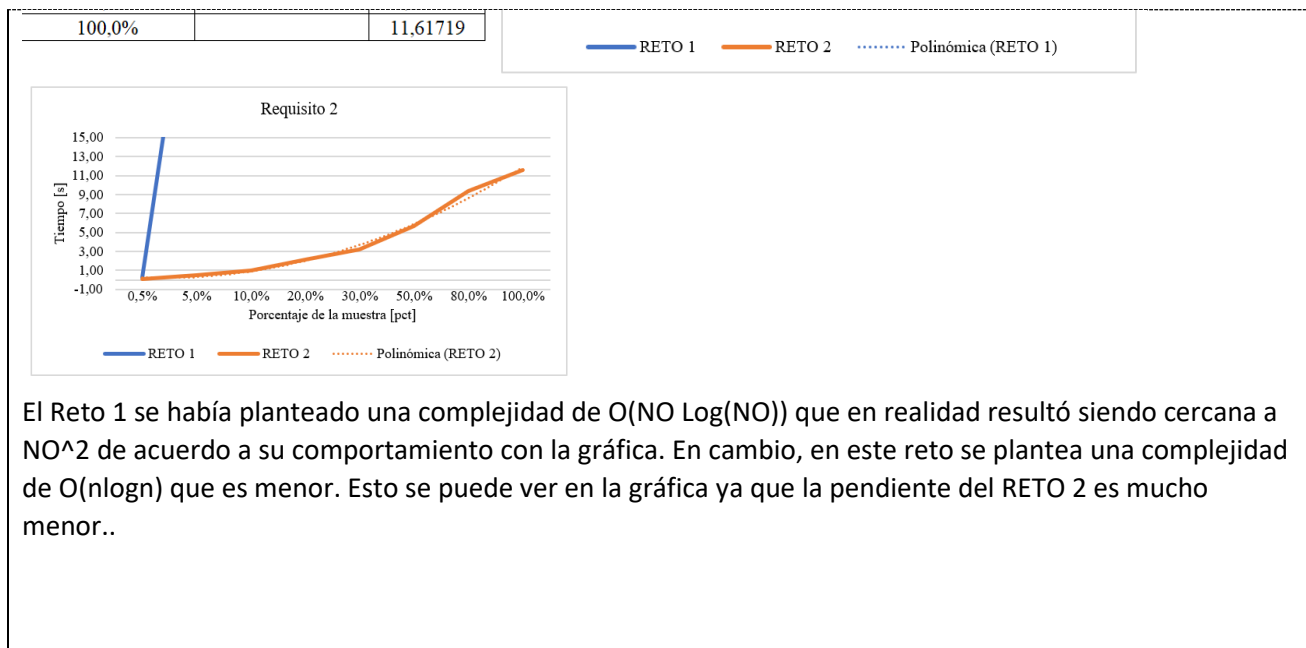 100,0% 11,61719
RETO 1 RETO 2 Polinómica (RETO 1)
Requisito 2
15,00
13,00
11,00
9,00
7,00
5,00
3,00
1,00
-1,00
Tiempo [s]
0,5% 5,0% 10,0% 20,0% 30,0% 50,0% 80,0% 100,0%
Porcentaje de la muestra [pct]
RETO 1 RETO 2 Polinómica (RETO 2)
El Reto 1 se había planteado una complejidad de O(NO Log(NO)) que en realidad resultó siendo cercana a
NO^2 de acuerdo a su comportamiento con la gráfica. En cambio, en este reto se plantea una complejidad
de O(nlogn) que es menor. Esto se puede ver en la gráfica ya que la pendiente del RETO 2 es mucho
menor..